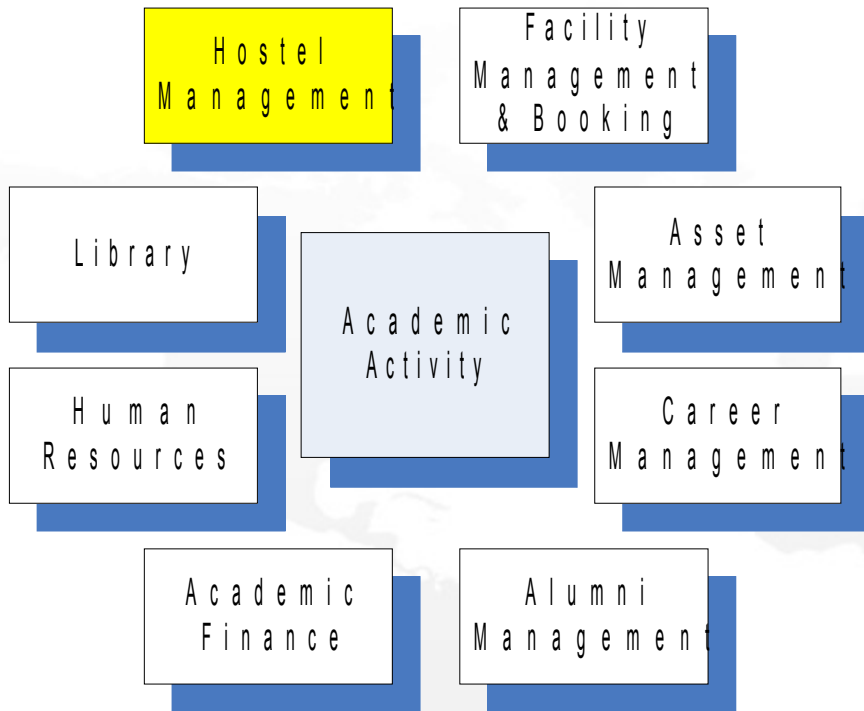 Hostel
Management
Facility
Management
& Booking
Library
Academic
Activity
Asset
Management
Human
Resources
Career
Management
Academic
Finance
Alumni
Management